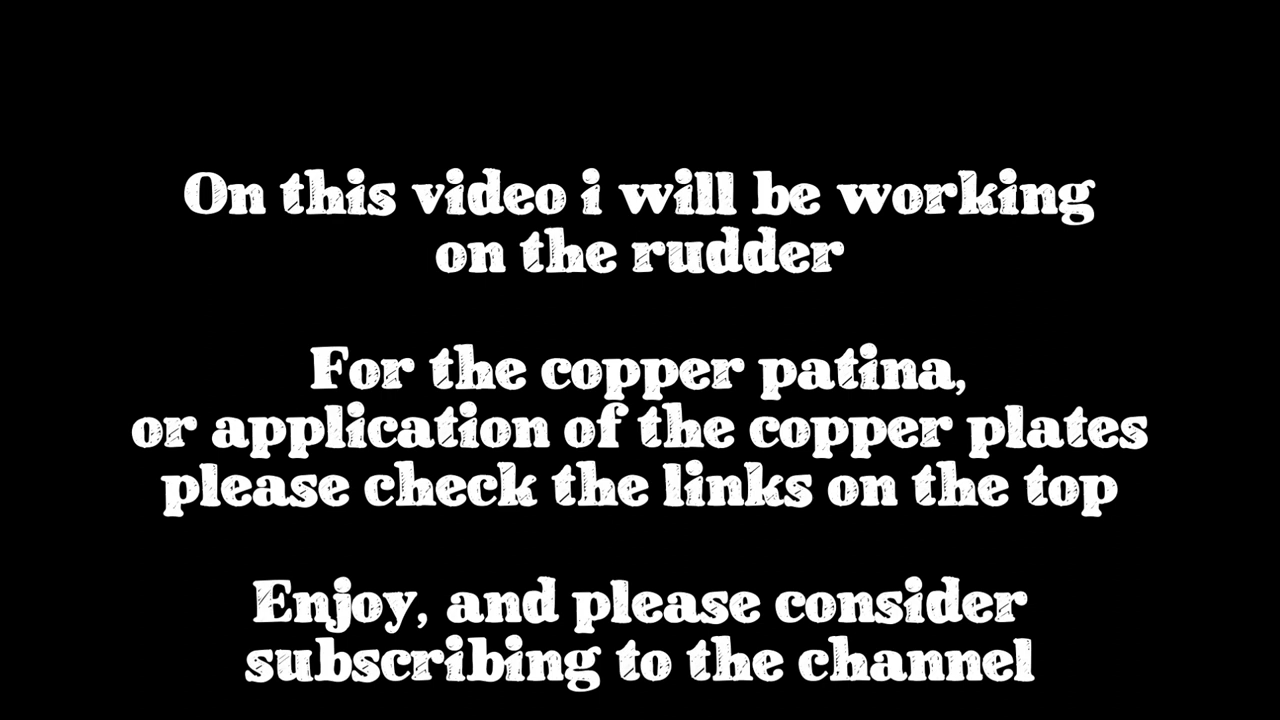 On this video i will be working
on the rudder
For the copper patina,
or application of the copper plates
please check the links on the top
Enjoy, and please consider
subscribing to the channel